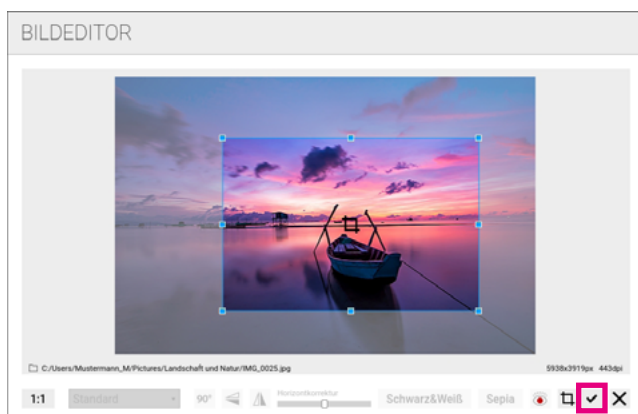 BILDEDITOR
C:/Users/Mustermann_M/Pictures/Landschaft und Natur/IMG_0025.jpg 5938x3919px 443dpi
1:1 Standard 90° Horizontkorrektur Schwarz&Weiß Sepia